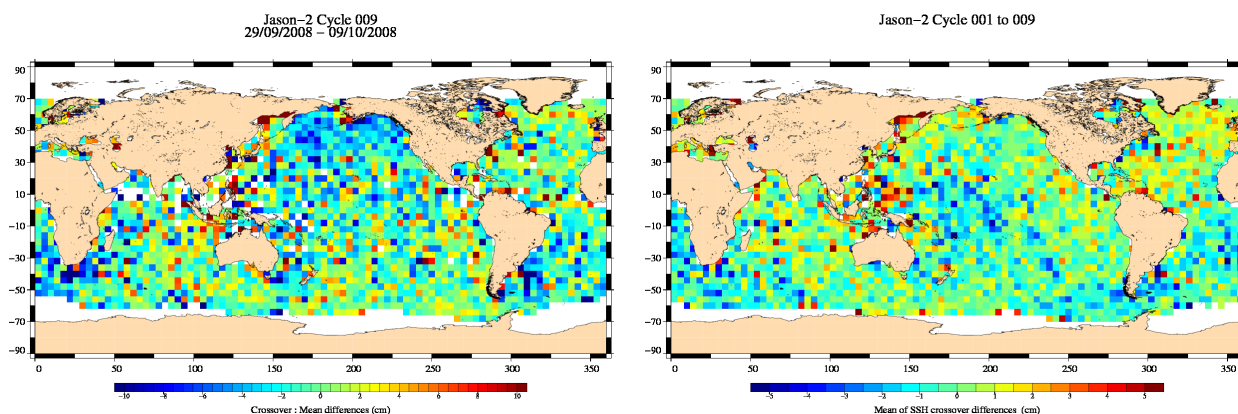 Jason-2 Cycle 009
29/09/2008 - 09/10/2008
90
70
50
30
10
-10
-30
-50
-70
-90
0 50 100 150 200 250 300 350
-10 -8 -6 -4 -2 0 2 4 6 8 10
Crossover : Mean differences (cm)
Jason-2 Cycle 001 to 009
90
70
50
30
10
-10
-30
-50
-70
-90
0 50 100 150 200 250 300 350
-5 -4 -3 -2 -1 0 1 2 3 4 5
Mean of SSH crossover differences (cm)